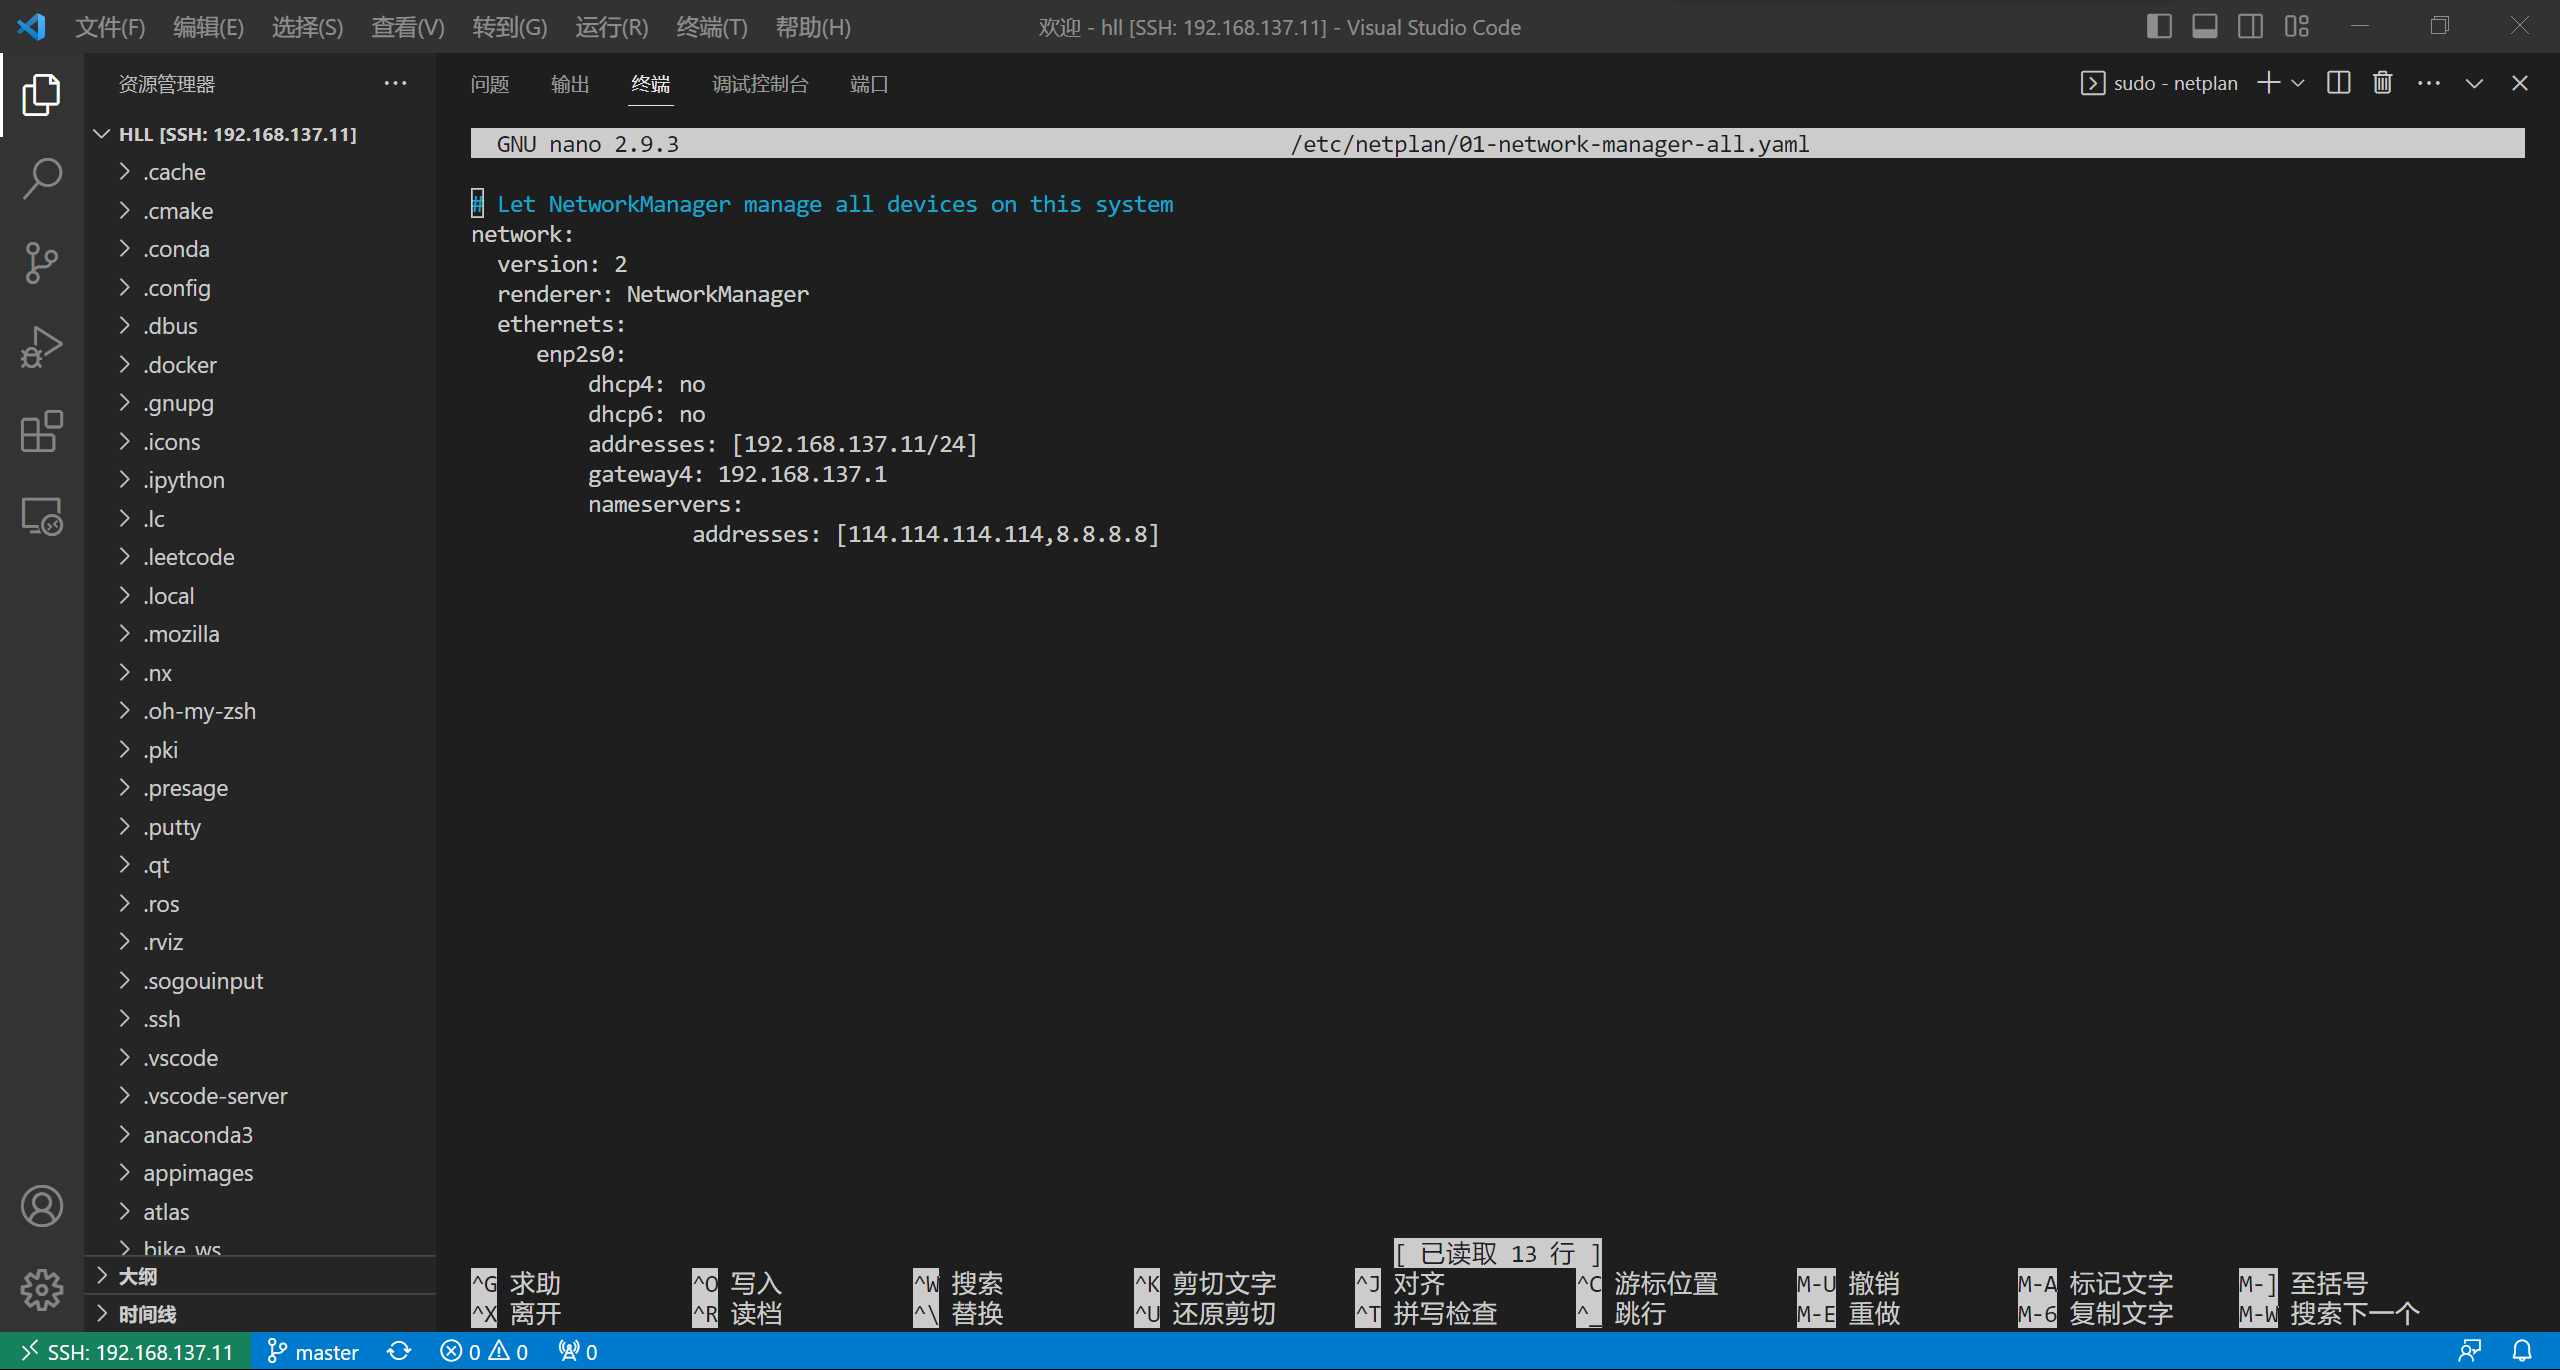 文件(F) 编辑(E) 选择(S) 查看(V) 转到(G) 运行(R) 终端(T) 帮助(H) 欢迎 - hll [SSH: 192.168.137.11] - Visual Studio Code
资源管理器
HLL [SSH: 192.168.137.11]
.cache
.cmake
.conda
.config
.dbus
.docker
.gnupg
.icons
.ipython
.lc
.leetcode
.local
.mozilla
.nx
.oh-my-zsh
.pki
.presage
.putty
.qt
.ros
.rviz
.sogouinput
.ssh
.vscode
.vscode-server
anaconda3
appimages
atlas
bike_ws
大纲
时间线
问题 输出 终端 调试控制台 端口 sudo - netplan
GNU nano 2.9.3 /etc/netplan/01-network-manager-all.yaml
# Let NetworkManager manage all devices on this system
network:
version: 2
renderer: NetworkManager
ethernets:
enp2s0:
dhcp4: no
dhcp6: no
addresses: [192.168.137.11/24]
gateway4: 192.168.137.1
nameservers:
addresses: [114.114.114.114,8.8.8.8]
[ 已读取 13 行 ]
^G 求助 ^O 写入 ^W 搜索 ^K 剪切文字 ^J 对齐 ^C 游标位置 M-U 撤销 M-A 标记文字 M-] 至括号
^X 离开 ^R 读档 ^\ 替换 ^U 还原剪切 ^T 拼写检查 ^_ 跳行 M-E 重做 M-6 复制文字 M-W 搜索下一个
SSH: 192.168.137.11 master 0 0 0